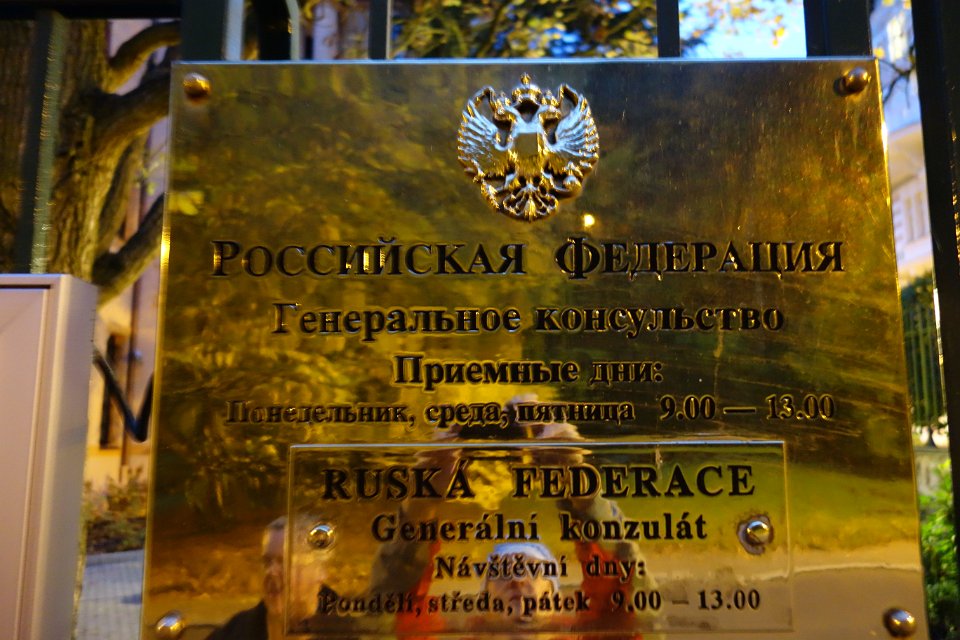 Российская Федерация
Генеральное консульство
Приемные дни:
Понедельник, среда, пятница 9.00 — 13.00
RUSKÁ FEDERACE
Generální konzulát
Návštěvní dny:
Pondělí, středa, pátek 9.00 – 13.00